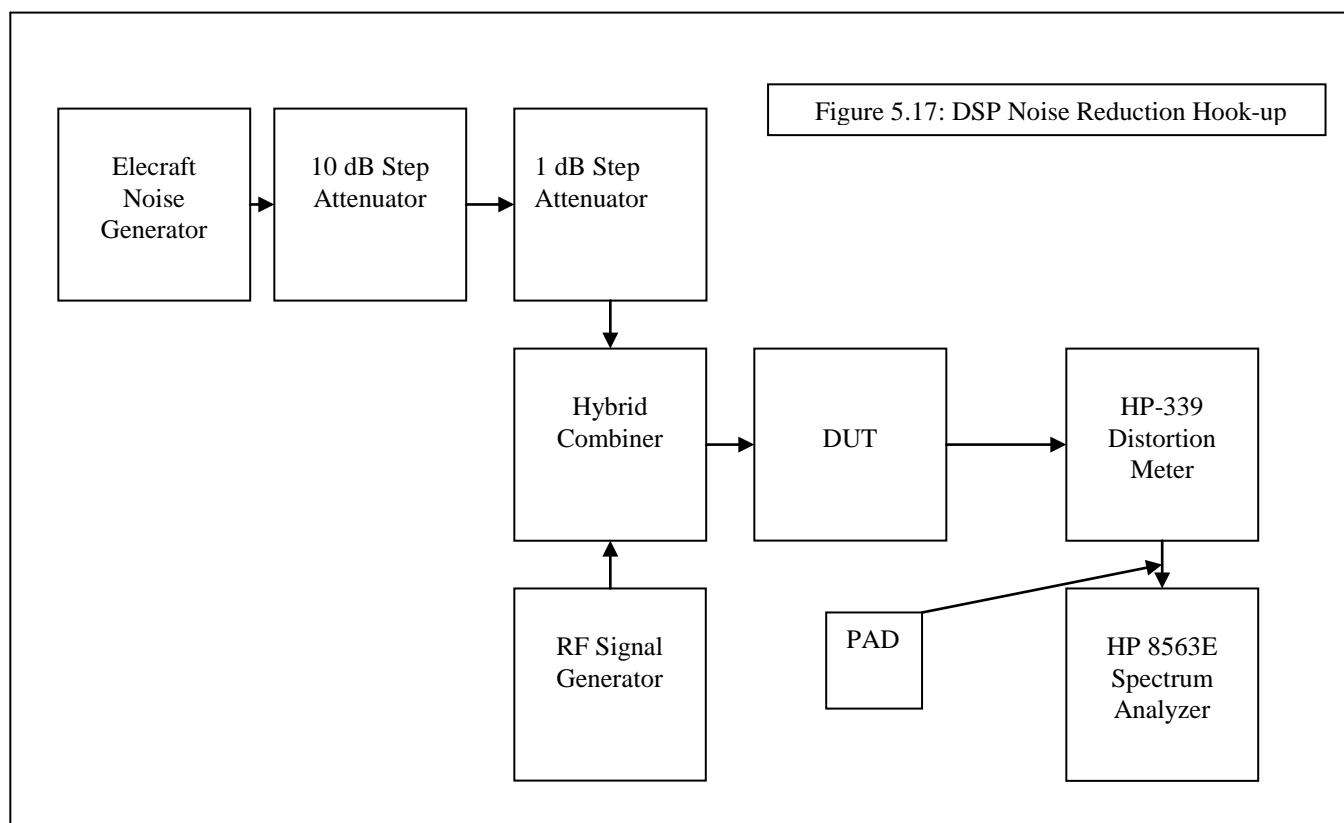 Figure 5.17: DSP Noise Reduction Hook-up
Elecraft
Noise
Generator
10 dB Step
Attenuator
1 dB Step
Attenuator
Hybrid
Combiner
DUT
HP-339
Distortion
Meter
RF Signal
Generator
PAD
HP 8563E
Spectrum
Analyzer